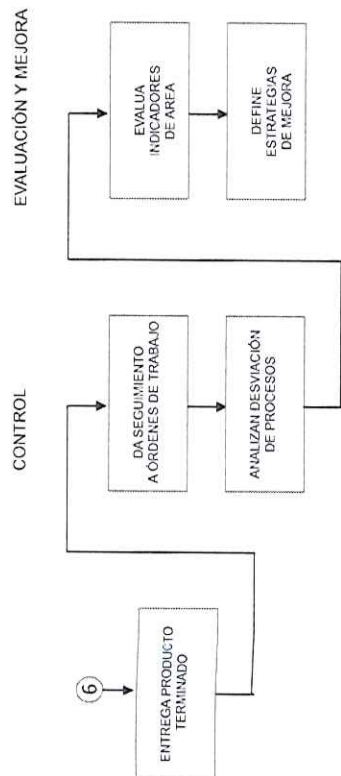 6
ENTREGA PRODUCTO
TERMINADO
CONTROL
DA SEGUIMIENTO
A ÓRDENES DE TRABAJO
ANALIZAN DESVIACIÓN
DE PROCESOS
EVALUACIÓN Y MEJORA
EVALUA
INDICADORES
DE AREA
DEFINE
ESTRATEGIAS
DE MEJORA